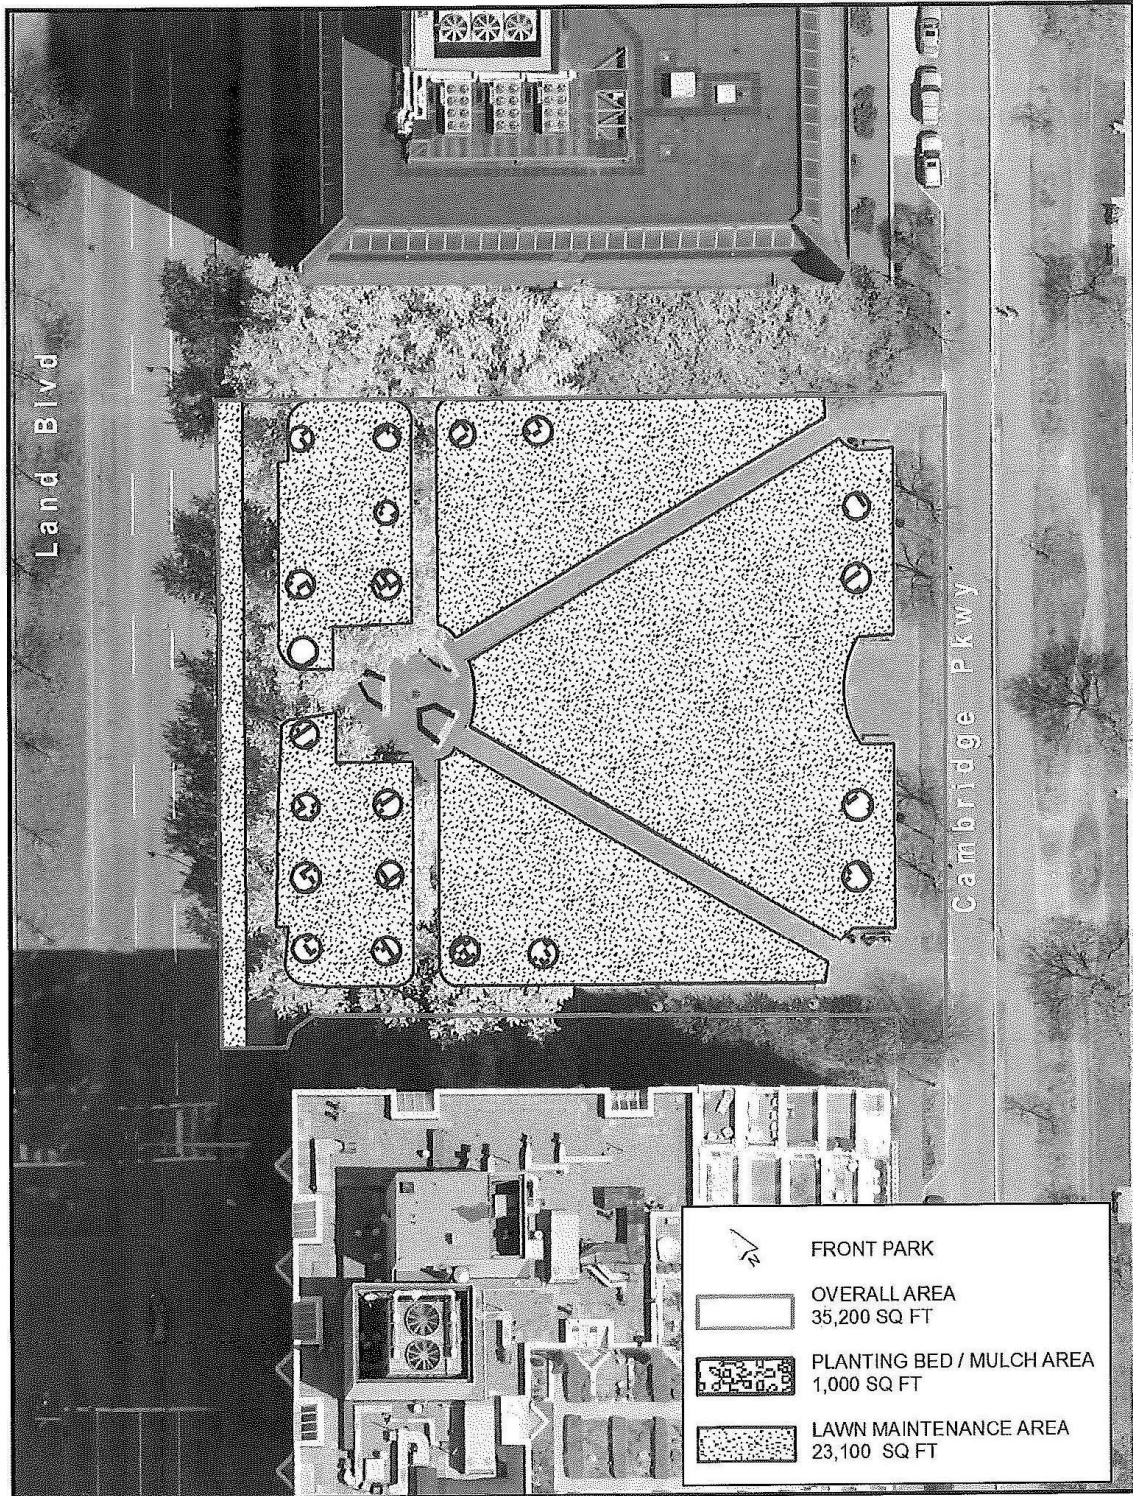 Land Blvd
Cambridge Pkwy
N
FRONT PARK
OVERALL AREA
35,200 SQ FT
PLANTING BED / MULCH AREA
1,000 SQ FT
LAWN MAINTENANCE AREA
23,100 SQ FT